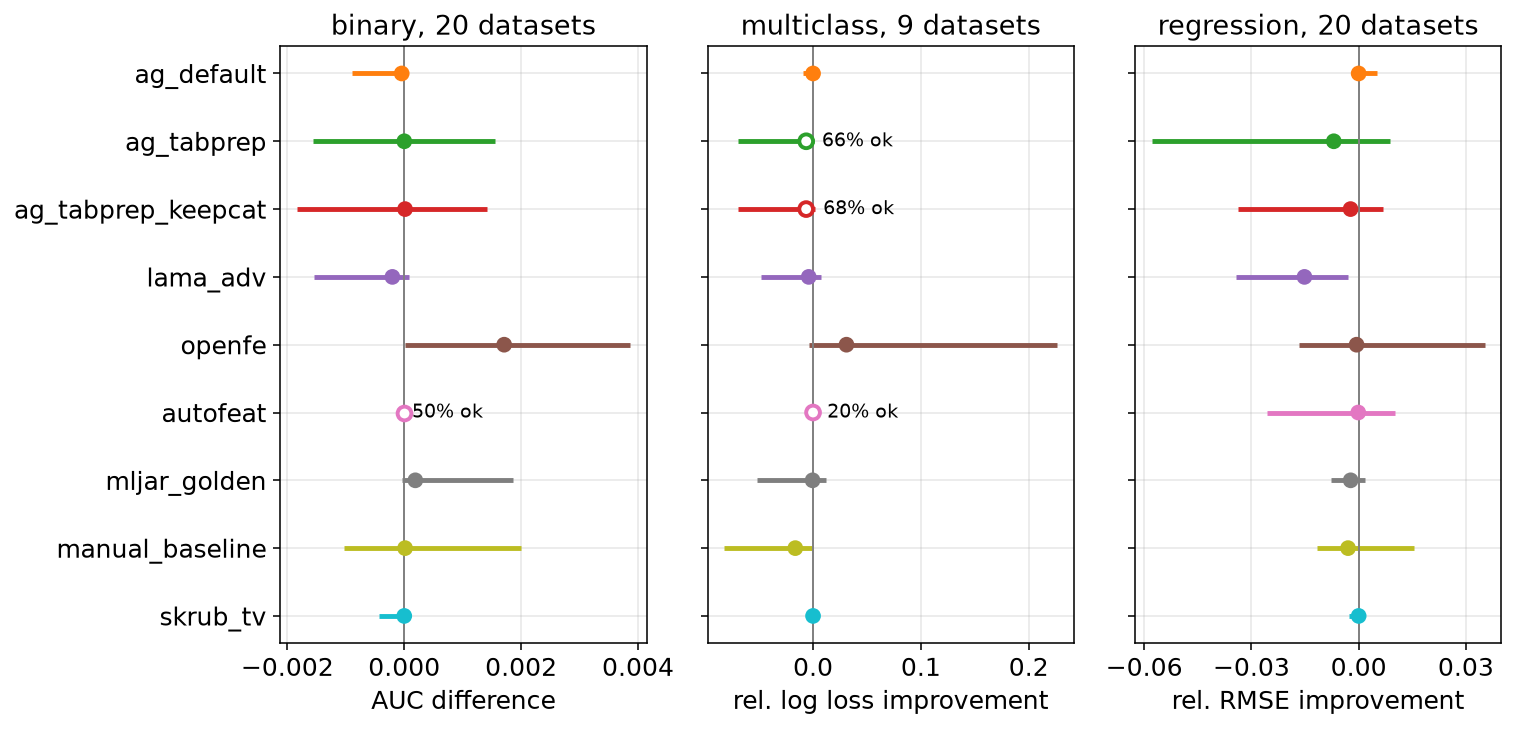 binary, 20 datasets
multiclass, 9 datasets
regression, 20 datasets
ag_default
ag_tabprep
66% ok
ag_tabprep_keepcat
68% ok
lama_adv
openfe
autofeat
50% ok
20% ok
mljar_golden
manual_baseline
skrub_tv
−0.002 0.000 0.002 0.004
0.0 0.1 0.2
−0.06 −0.03 0.00 0.03
AUC difference
rel. log loss improvement
rel. RMSE improvement